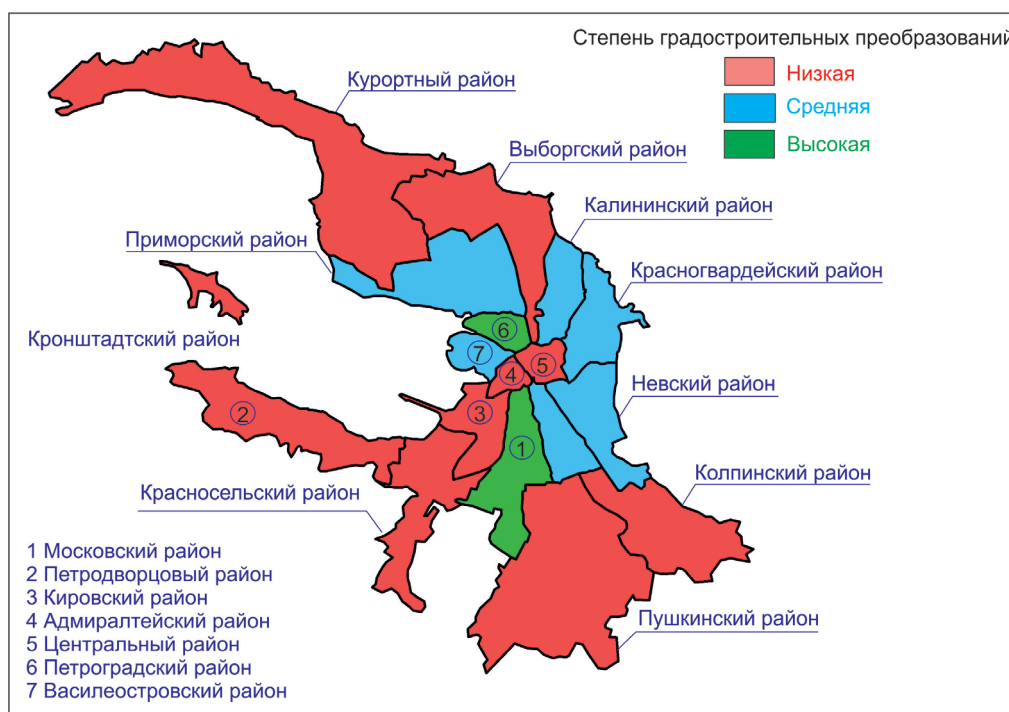 Степень градостроительных преобразований
Низкая
Средняя
Высокая
Курортный район
Выборгский район
Калининский район
Приморский район
Красногвардейский район
Кронштадтский район
6
7
5
4
Невский район
2
3
1
Колпинский район
Красносельский район
1 Московский район
2 Петродворцовый район
3 Кировский район
4 Адмиралтейский район
5 Центральный район
6 Петроградский район
7 Василеостровский район
Пушкинский район